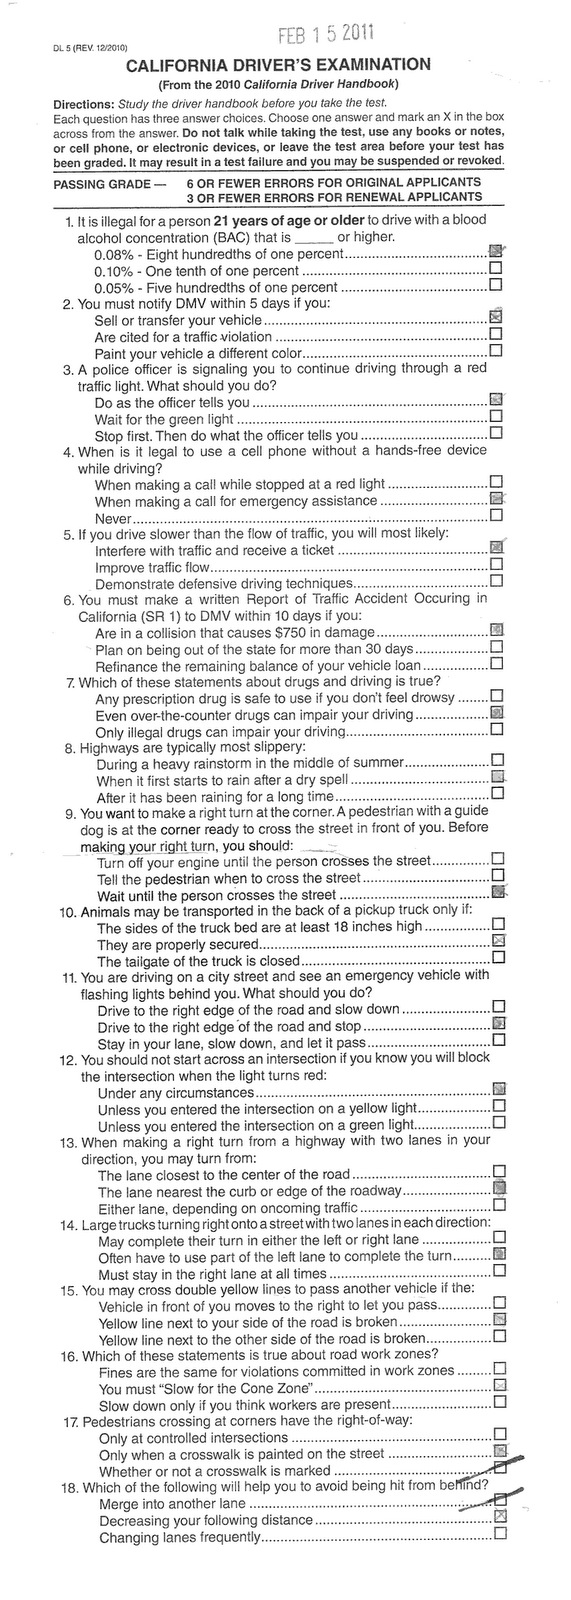 FEB 15 2011
DL 5 (REV. 12/2010)
CALIFORNIA DRIVER'S EXAMINATION
(From the 2010 California Driver Handbook)
Directions: Study the driver handbook before you take the test.
Each question has three answer choices. Choose one answer and mark an X in the box
across from the answer. Do not talk while taking the test, use any books or notes,
or cell phone, or electronic devices, or leave the test area before your test has
been graded. It may result in a test failure and you may be suspended or revoked.
PASSING GRADE — 6 OR FEWER ERRORS FOR ORIGINAL APPLICANTS
3 OR FEWER ERRORS FOR RENEWAL APPLICANTS
1. It is illegal for a person 21 years of age or older to drive with a blood
alcohol concentration (BAC) that is _____ or higher.
0.08% - Eight hundredths of one percent
0.10% - One tenth of one percent
0.05% - Five hundredths of one percent
2. You must notify DMV within 5 days if you:
Sell or transfer your vehicle
Are cited for a traffic violation
Paint your vehicle a different color
3. A police officer is signaling you to continue driving through a red
traffic light. What should you do?
Do as the officer tells you
Wait for the green light
Stop first. Then do what the officer tells you
4. When is it legal to use a cell phone without a hands-free device
while driving?
When making a call while stopped at a red light
When making a call for emergency assistance
Never
5. If you drive slower than the flow of traffic, you will most likely:
Interfere with traffic and receive a ticket
Improve traffic flow
Demonstrate defensive driving techniques
6. You must make a written Report of Traffic Accident Occuring in
California (SR 1) to DMV within 10 days if you:
Are in a collision that causes $750 in damage
Plan on being out of the state for more than 30 days
Refinance the remaining balance of your vehicle loan
7. Which of these statements about drugs and driving is true?
Any prescription drug is safe to use if you don't feel drowsy
Even over-the-counter drugs can impair your driving
Only illegal drugs can impair your driving
8. Highways are typically most slippery:
During a heavy rainstorm in the middle of summer
When it first starts to rain after a dry spell
After it has been raining for a long time
9. You want to make a right turn at the corner. A pedestrian with a guide
dog is at the corner ready to cross the street in front of you. Before
making your right turn, you should:
Turn off your engine until the person crosses the street
Tell the pedestrian when to cross the street
Wait until the person crosses the street
10. Animals may be transported in the back of a pickup truck only if:
The sides of the truck bed are at least 18 inches high
They are properly secured
The tailgate of the truck is closed
11. You are driving on a city street and see an emergency vehicle with
flashing lights behind you. What should you do?
Drive to the right edge of the road and slow down
Drive to the right edge of the road and stop
Stay in your lane, slow down, and let it pass
12. You should not start across an intersection if you know you will block
the intersection when the light turns red:
Under any circumstances
Unless you entered the intersection on a yellow light
Unless you entered the intersection on a green light
13. When making a right turn from a highway with two lanes in your
direction, you may turn from:
The lane closest to the center of the road
The lane nearest the curb or edge of the roadway
Either lane, depending on oncoming traffic
14. Large trucks turning right onto a street with two lanes in each direction:
May complete their turn in either the left or right lane
Often have to use part of the left lane to complete the turn
Must stay in the right lane at all times
15. You may cross double yellow lines to pass another vehicle if the:
Vehicle in front of you moves to the right to let you pass
Yellow line next to your side of the road is broken
Yellow line next to the other side of the road is broken
16. Which of these statements is true about road work zones?
Fines are the same for violations committed in work zones
You must "Slow for the Cone Zone"
Slow down only if you think workers are present
17. Pedestrians crossing at corners have the right-of-way:
Only at controlled intersections
Only when a crosswalk is painted on the street
Whether or not a crosswalk is marked
18. Which of the following will help you to avoid being hit from behind?
Merge into another lane
Decreasing your following distance
Changing lanes frequently